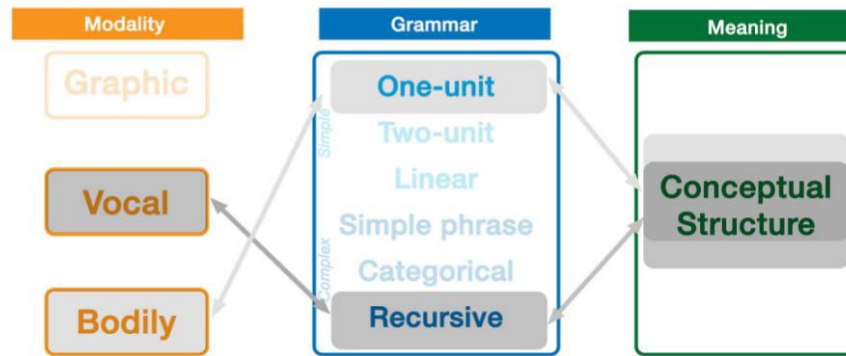 Modality
Grammar
Meaning
Graphic
Vocal
Bodily
Simple
Complex
One-unit
Two-unit
Linear
Simple phrase
Categorical
Recursive
Conceptual
Structure